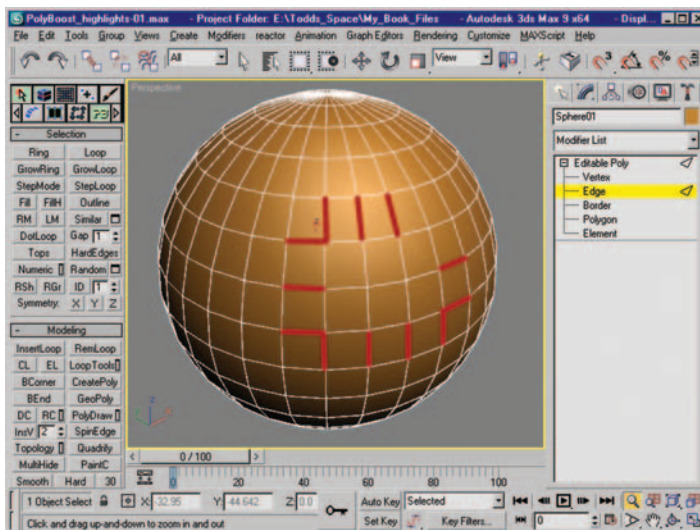 PolyBoost_highlights-01.max - Project Folder: E:\Todds_Space\My_Book_Files - Autodesk 3ds Max 9 x64 - Displ...
File Edit Tools Group Views Create Modifiers reactor Animation Graph Editors Rendering Customize MAXScript Help
All View
Perspective
Sphere01
Modifier List
Editable Poly
Vertex
Edge
Border
Polygon
Element
- Selection
Ring Loop
GrowRing GrowLoop
StepMode StepLoop
Fill FillH Outline
RM LM Similar
DotLoop Gap 1
Tops HardEdges
Numeric Random
RSh RGr ID 1
Symmetry: X Y Z
- Modeling
InsertLoop RemLoop
CL EL LoopTools
BCorner CreatePoly
BEnd GeoPoly
DC RC PolyDraw
InsV 2 SpinEdge
Topology Quadrify
MultiHide PaintC
Smooth Hard 30
z
< 0 / 100 >
0 20 40 60 80 100
1 Object Select X: -32.95 Y: 44.642 Z: 0.0 Auto Key Selected
Click and drag up-and-down to zoom in and out Set Key Key Filters... 0